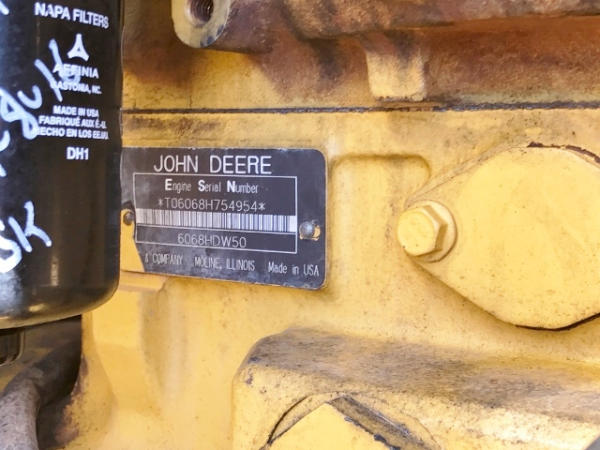 NAPA FILTERS
AFFINIA
GASTONIA, NC.
MADE IN USA
FABRIQUÉ AUX É.-U.
HECHO EN LOS EE.UU.
DH1
JOHN DEERE
Engine Serial Number
*T06068H754954*
6068HDW50
A COMPANY MOLINE, ILLINOIS Made in USA